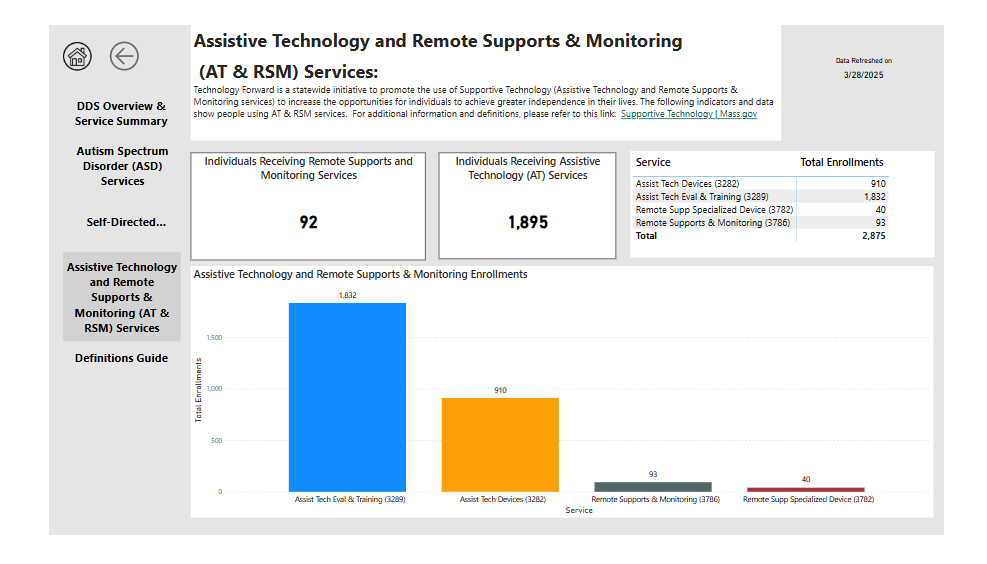 Assistive Technology and Remote Supports & Monitoring
(AT & RSM) Services:
Technology Forward is a statewide initiative to promote the use of Supportive Technology (Assistive Technology and Remote Supports &
Monitoring services) to increase the opportunities for individuals to achieve greater independence in their lives. The following indicators and data
show people using AT & RSM services. For additional information and definitions, please refer to this link: Supportive Technology | Mass.gov
Data Refreshed on
3/28/2025
DDS Overview &
Service Summary
Autism Spectrum
Disorder (ASD)
Services
Self-Directed...
Assistive Technology
and Remote
Supports &
Monitoring (AT &
RSM) Services
Definitions Guide
Individuals Receiving Remote Supports and
Monitoring Services
92
Individuals Receiving Assistive
Technology (AT) Services
1,895
Service Total Enrollments
Assist Tech Devices (3282) 910
Assist Tech Eval & Training (3289) 1,832
Remote Supp Specialized Device (3782) 40
Remote Supports & Monitoring (3786) 93
Total 2,875
Assistive Technology and Remote Supports & Monitoring Enrollments
Total Enrollments
1,500
1,000
500
0
1,832
910
93
40
Assist Tech Eval & Training (3289)
Assist Tech Devices (3282)
Remote Supports & Monitoring (3786)
Remote Supp Specialized Device (3782)
Service